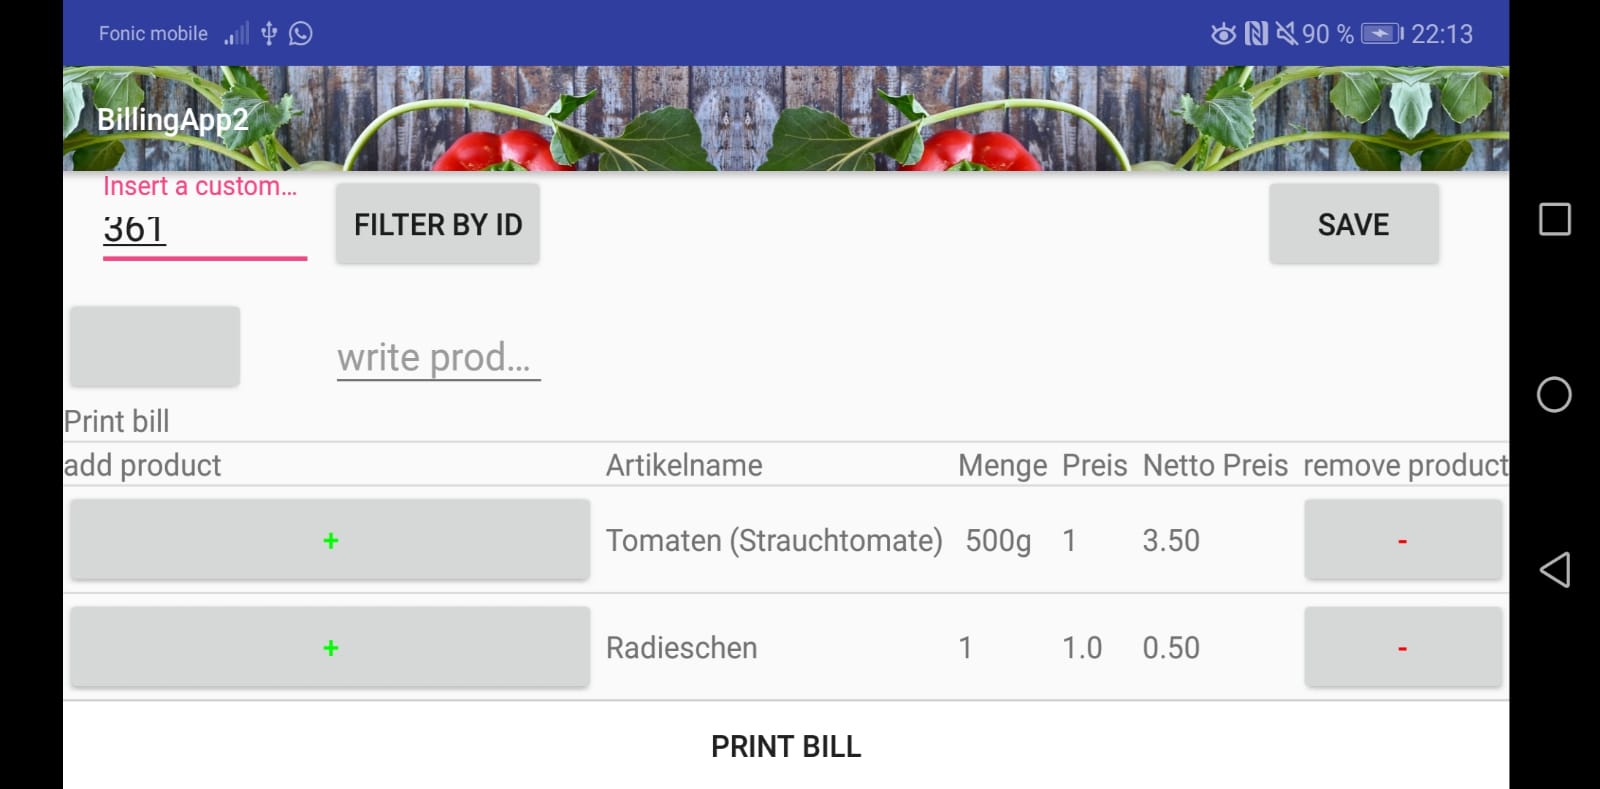 Fonic mobile 90 % 22:13
BillingApp2
Insert a custom...
361
FILTER BY ID
SAVE
write prod...
Print bill
add product Artikelname Menge Preis Netto Preis remove product
+ Tomaten (Strauchtomate) 500g 1 3.50 -
+ Radieschen 1 1.0 0.50 -
PRINT BILL